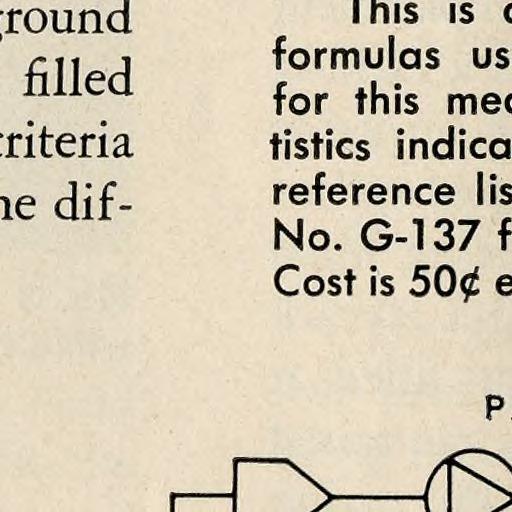 ground
filled
criteria
he dif-
This is
formulas us
for this med
tistics indica
reference lis
No. G-137 f
Cost is 50¢ e
P